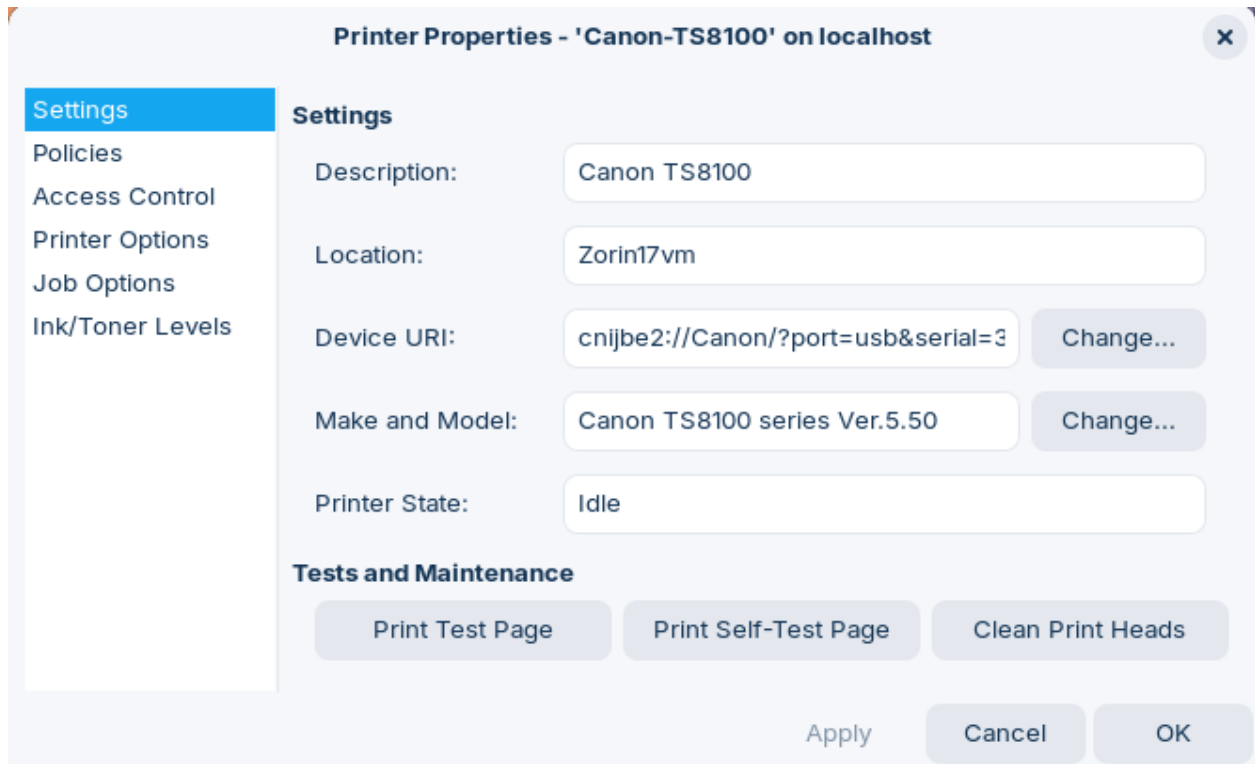 Printer Properties - 'Canon-TS8100' on localhost
Settings
Policies
Access Control
Printer Options
Job Options
Ink/Toner Levels
Settings
Description: Canon TS8100
Location: Zorin17vm
Device URI: cnijbe2://Canon/?port=usb&serial=3 Change...
Make and Model: Canon TS8100 series Ver.5.50 Change...
Printer State: Idle
Tests and Maintenance
Print Test Page Print Self-Test Page Clean Print Heads
Apply Cancel OK